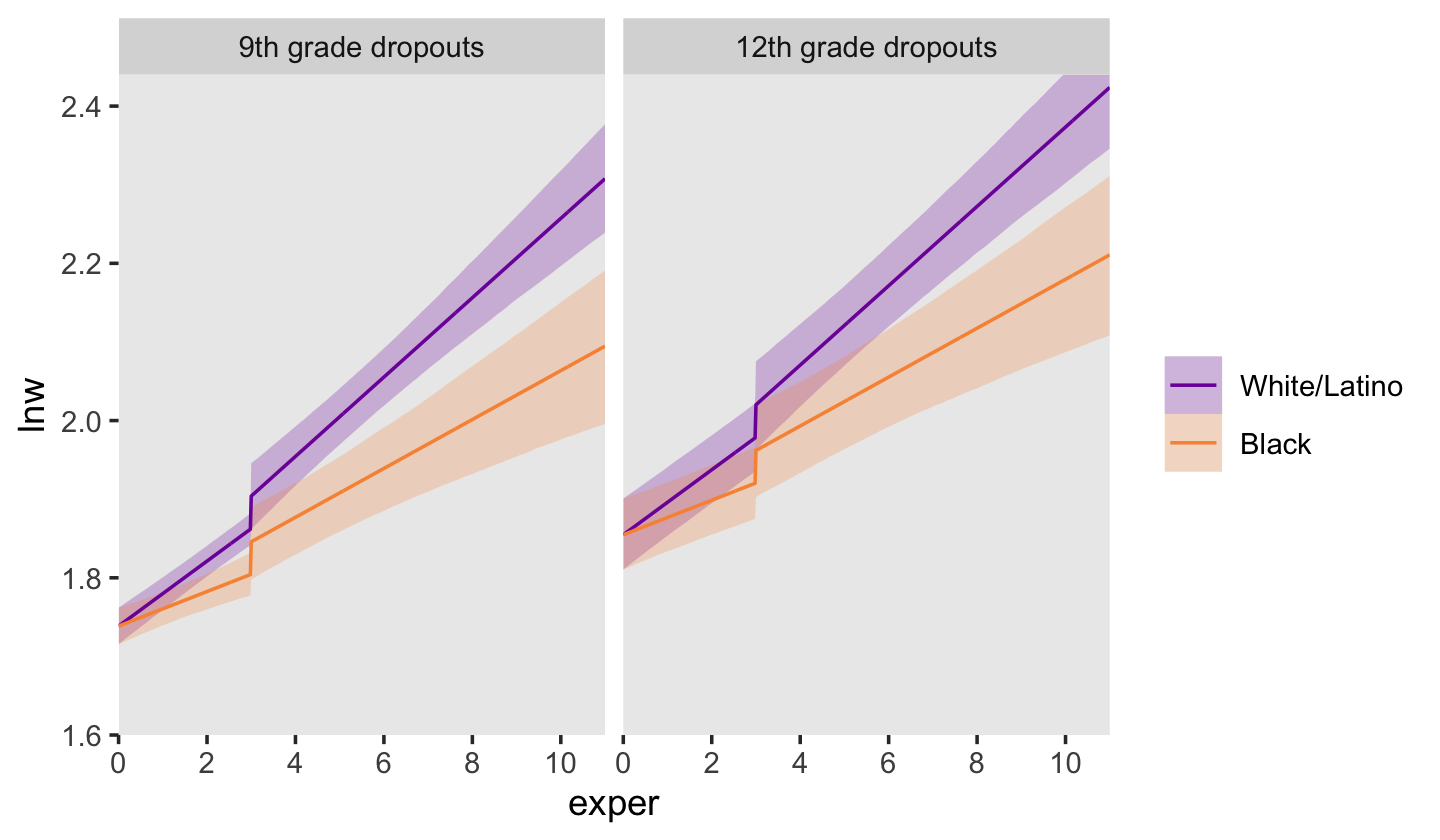 9th grade dropouts
12th grade dropouts
2.4
2.2
2.0
1.8
1.6
0 2 4 6 8 10
0 2 4 6 8 10
exper
lnw
White/Latino
Black